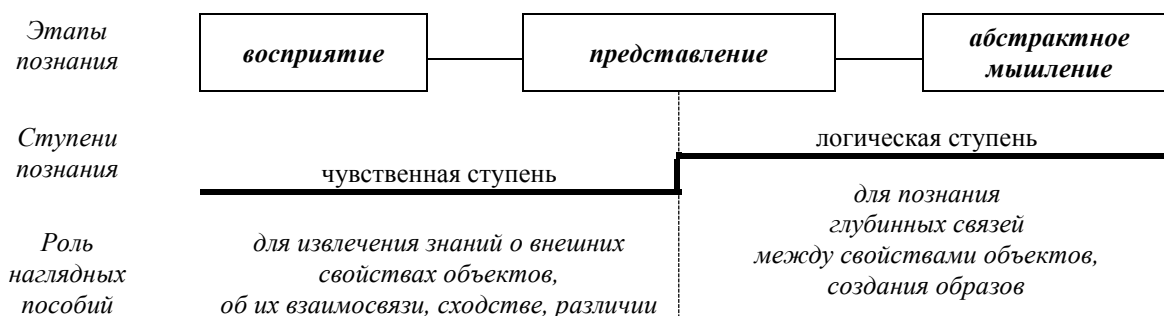 Этапы
познания
восприятие
представление
абстрактное
мышление
Ступени
познания
чувственная ступень
логическая ступень
Роль
наглядных
пособий
для извлечения знаний о внешних
свойствах объектов,
об их взаимосвязи, сходстве, различии
для познания
глубинных связей
между свойствами объектов,
создания образов